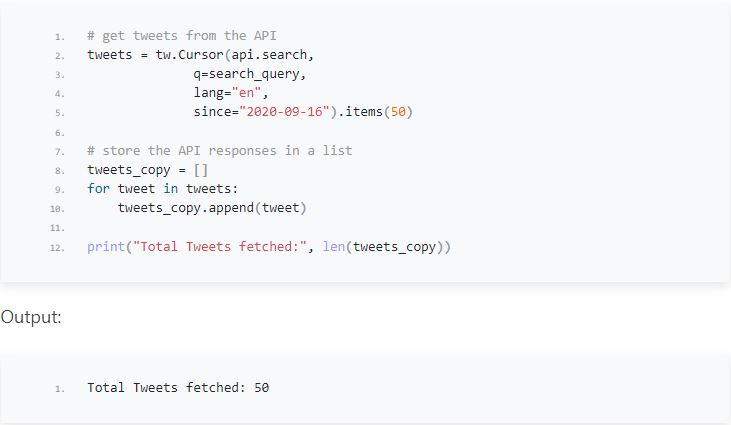 1. # get tweets from the API
2. tweets = tw.Cursor(api.search,
3.               q=search_query,
4.               lang="en",
5.               since="2020-09-16").items(50)
6.
7. # store the API responses in a list
8. tweets_copy = []
9. for tweet in tweets:
10.     tweets_copy.append(tweet)
11.
12. print("Total Tweets fetched:", len(tweets_copy))
Output:
1. Total Tweets fetched: 50